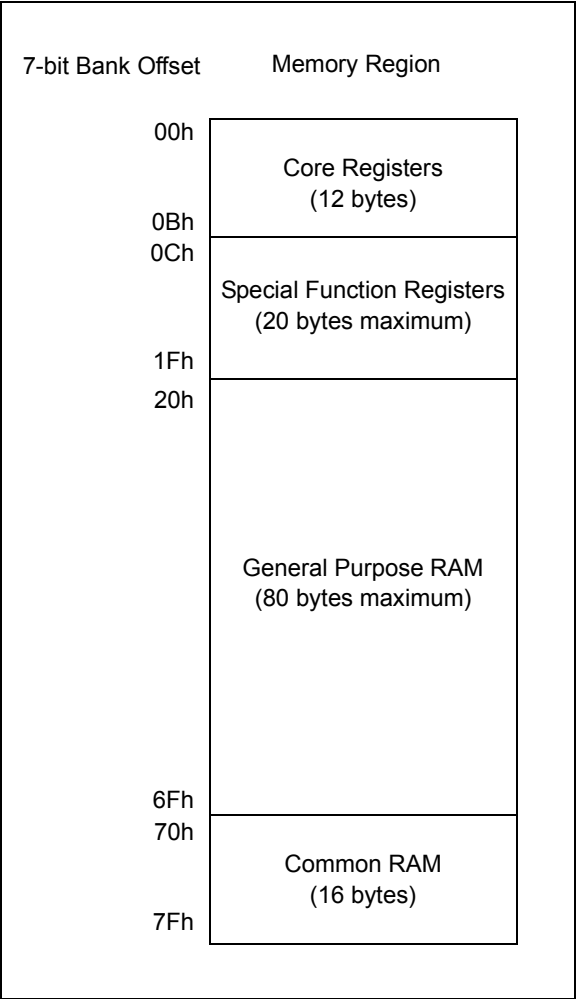 7-bit Bank Offset Memory Region
00h
Core Registers
(12 bytes)
0Bh
0Ch
Special Function Registers
(20 bytes maximum)
1Fh
20h
General Purpose RAM
(80 bytes maximum)
6Fh
70h
Common RAM
(16 bytes)
7Fh